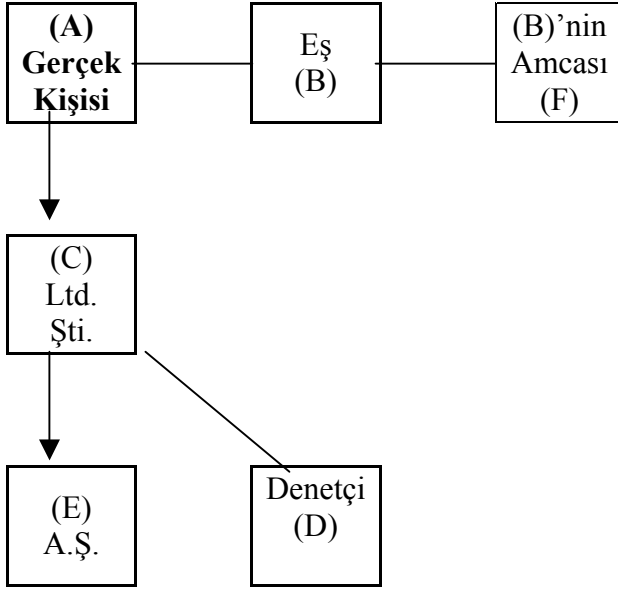 (A)
Gerçek
Kişisi
Eş
(B)
(B)’nin
Amcası
(F)
(C)
Ltd.
Şti.
(E)
A.Ş.
Denetçi
(D)